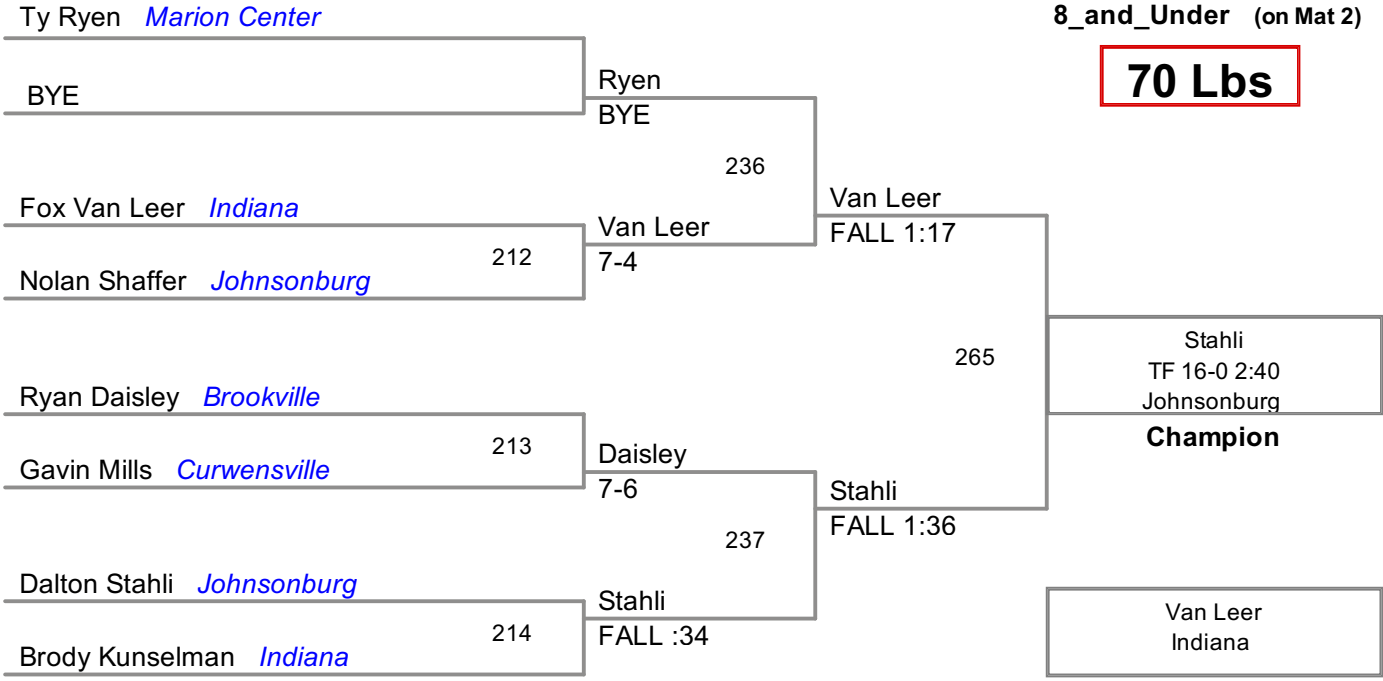 Ty Ryen Marion Center
8_and_Under (on Mat 2)
70 Lbs
BYE
Ryen
BYE
236
Fox Van Leer Indiana
Van Leer
FALL 1:17
Van Leer
7-4
212
Nolan Shaffer Johnsonburg
265
Stahli
TF 16-0 2:40
Johnsonburg
Champion
Ryan Daisley Brookville
213
Gavin Mills Curwensville
Daisley
7-6
Stahli
FALL 1:36
237
Dalton Stahli Johnsonburg
Stahli
FALL :34
214
Brody Kunselman Indiana
Van Leer
Indiana